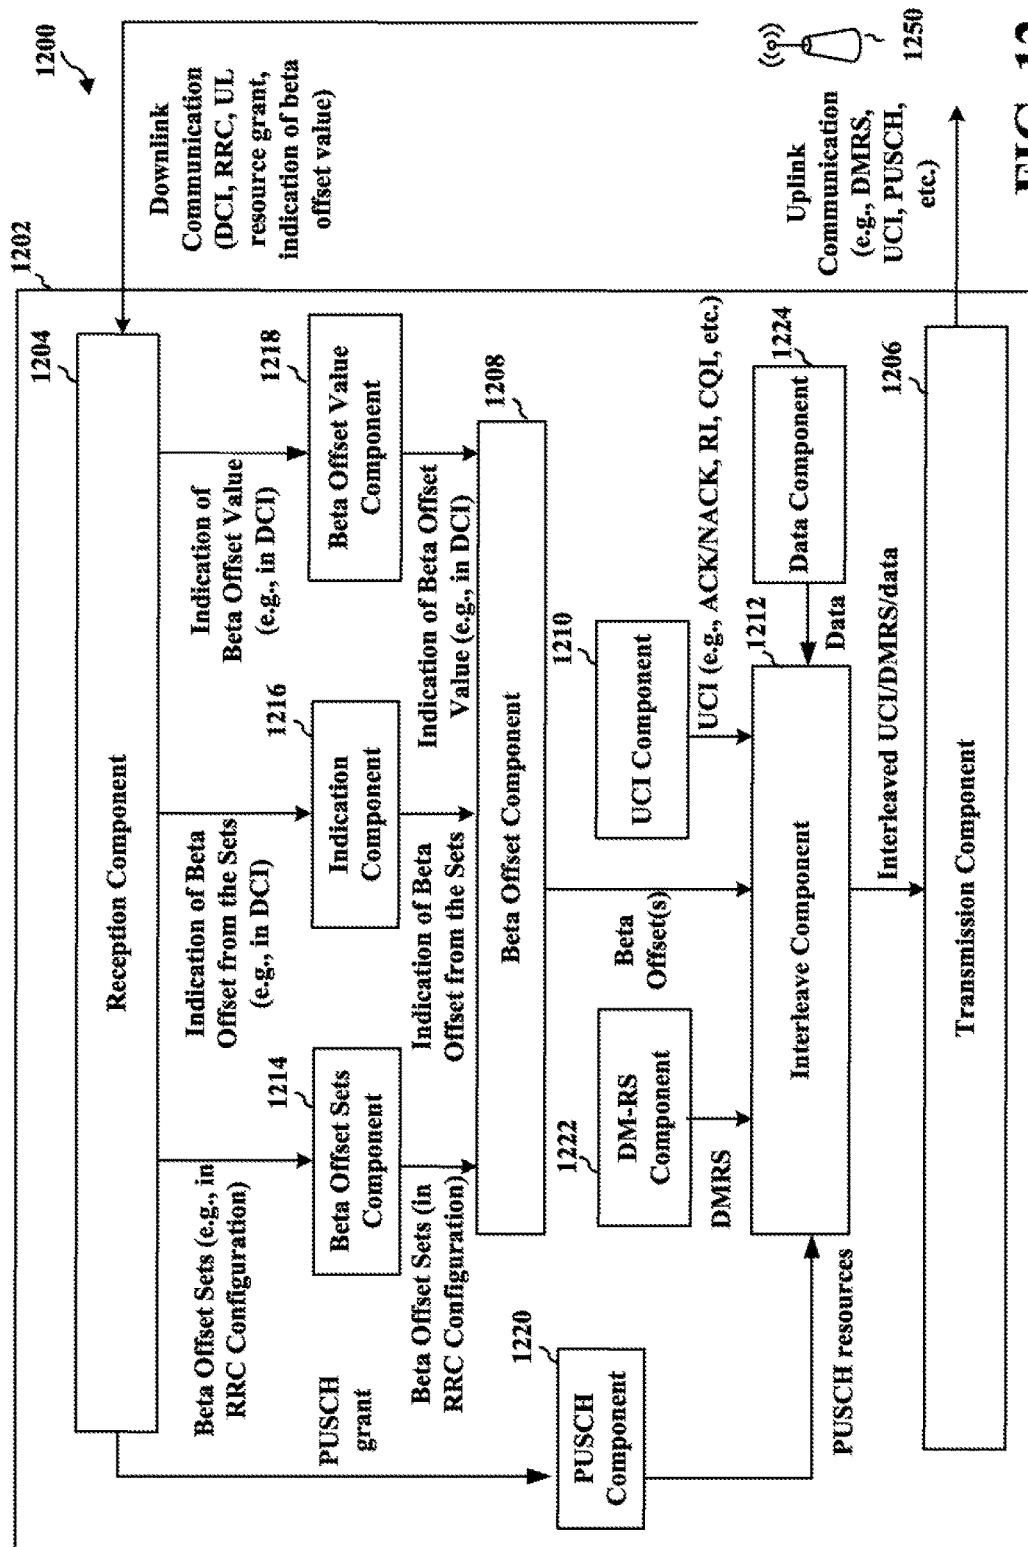 1200
1202
Downlink
Communication
(DCI, RRC, UL
resource grant,
indication of beta
offset value)
1204
Reception Component
Beta Offset Sets (e.g., in
RRC Configuration)
Indication of Beta
Offset from the Sets
(e.g., in DCI)
Indication of
Beta Offset Value
(e.g., in DCI)
PUSCH
grant
1214
Beta Offset Sets
Component
1216
Indication
Component
1218
Beta Offset Value
Component
Beta Offset Sets (in
RRC Configuration)
Indication of Beta
Offset from the Sets
Indication of Beta Offset
Value (e.g., in DCI)
1208
Beta Offset Component
1220
PUSCH
Component
1222
DM-RS
Component
DMRS
Beta
Offset(s)
1210
UCI Component
UCI (e.g., ACK/NACK, RI, CQI, etc.)
1224
Data Component
Data
1212
Interleave Component
PUSCH resources
Interleaved UCI/DMRS/data
1206
Transmission Component
Uplink
Communication
(e.g., DMRS,
UCI, PUSCH,
etc.)
1250